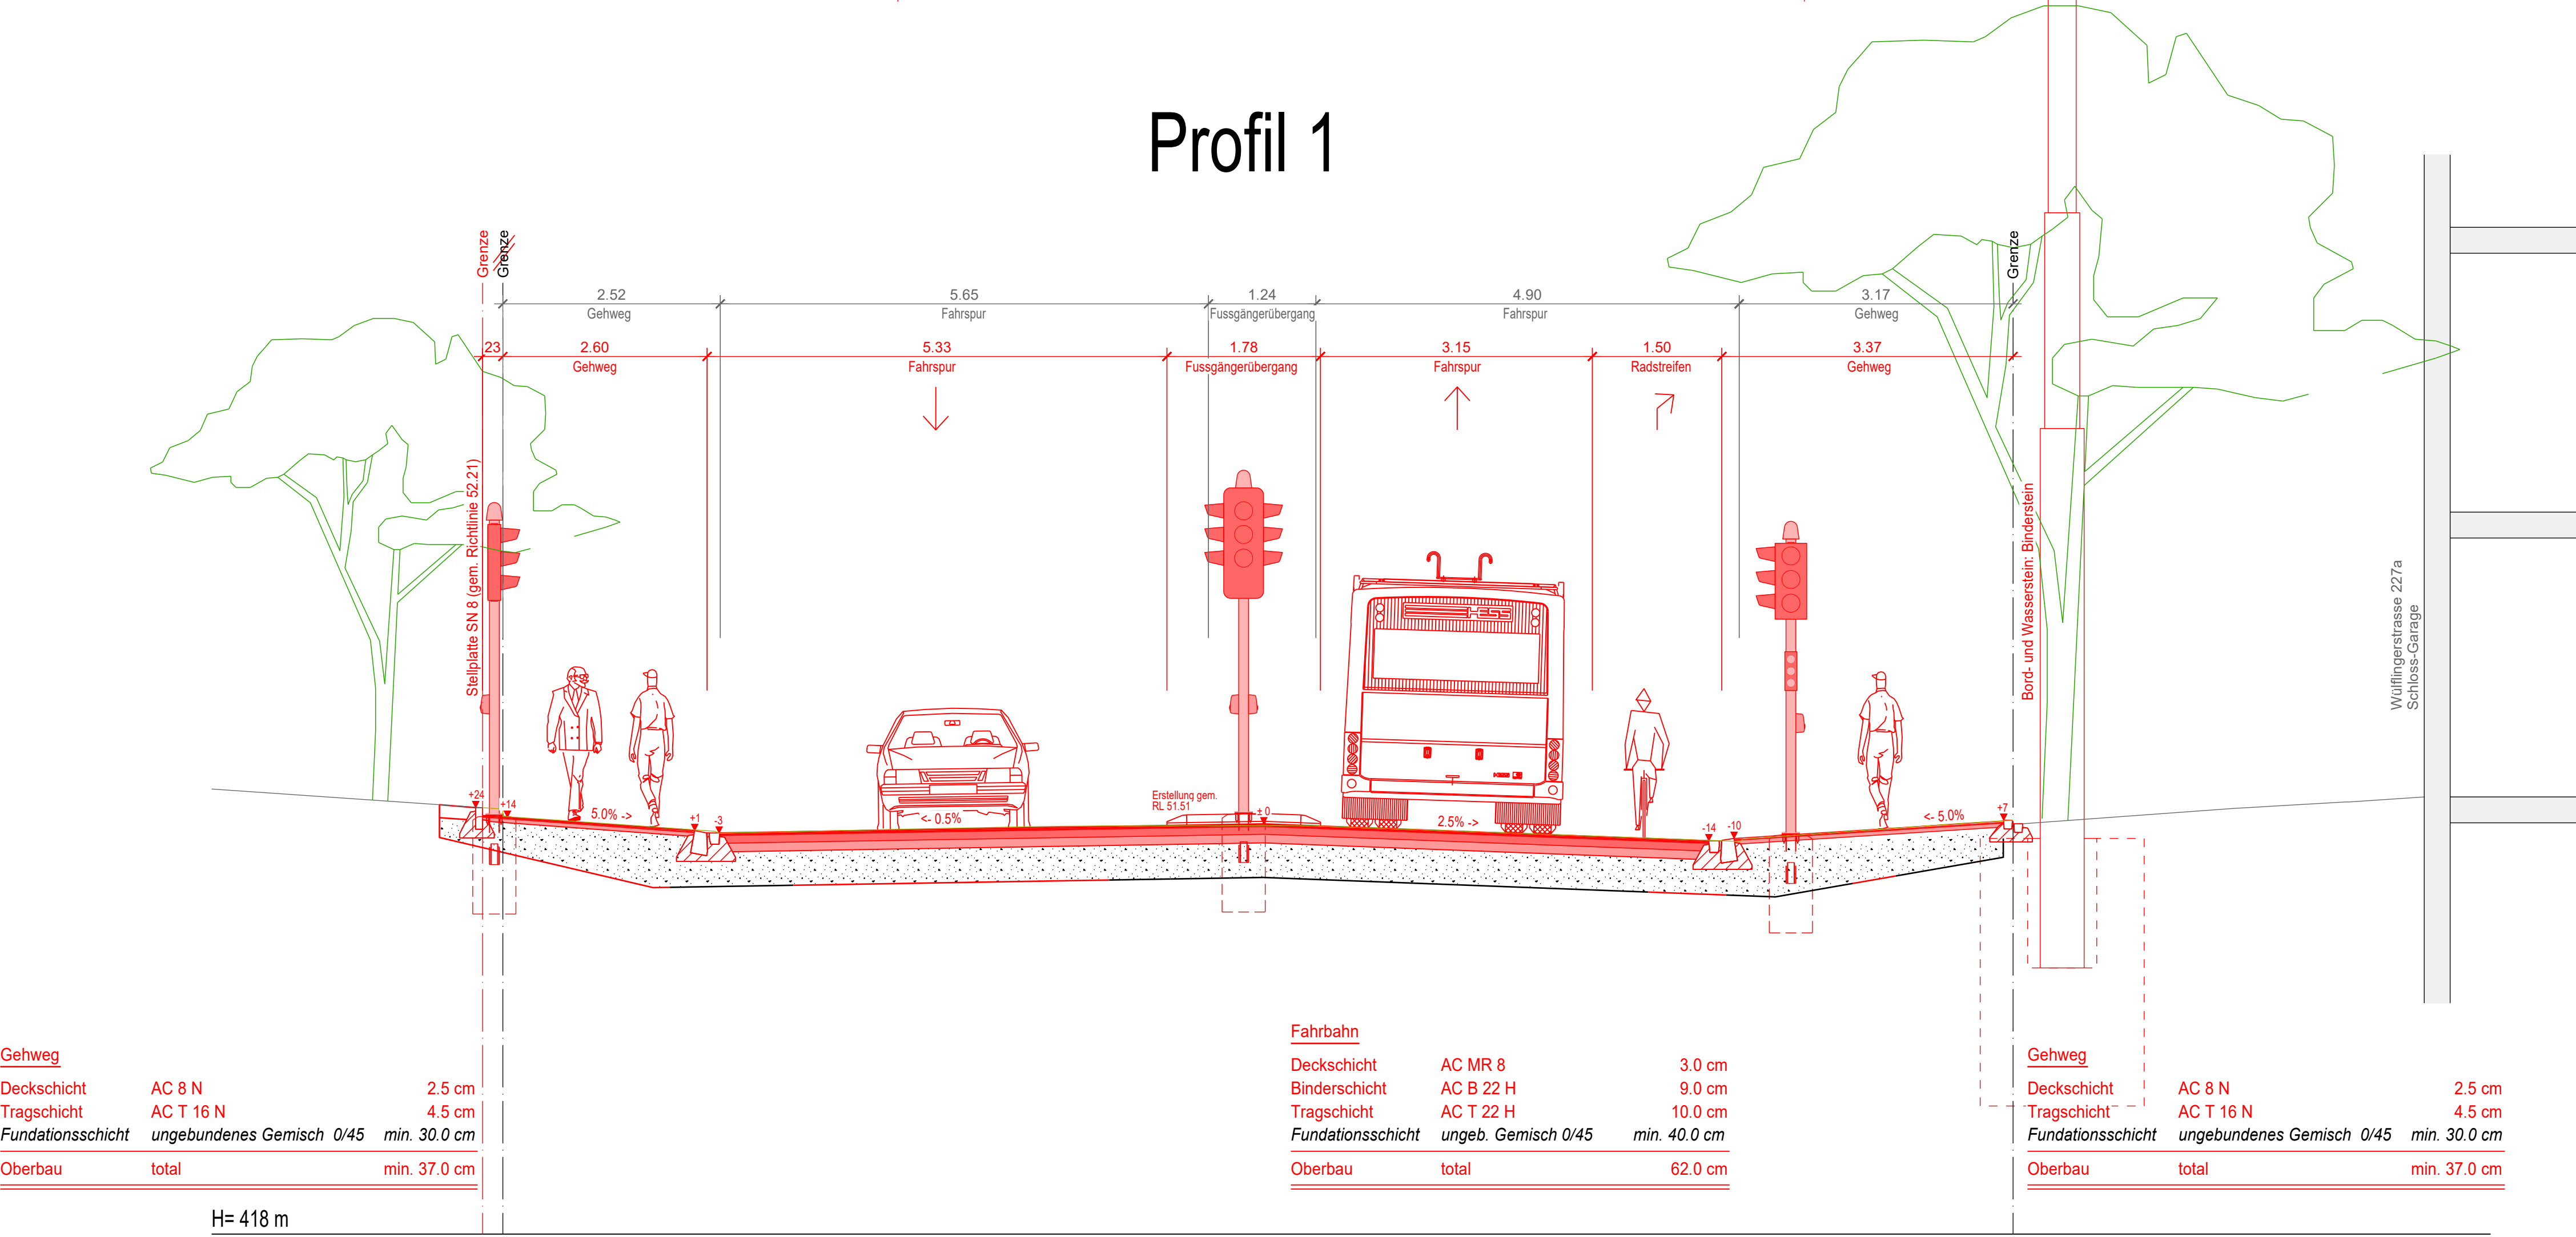 Profil 1
Grenze
Grenze
Grenze
2.52
5.65
1.24
4.90
3.17
Gehweg
Fahrspur
Fussgängerübergang
Fahrspur
Gehweg
23
2.60
5.33
1.78
3.15
1.50
3.37
Gehweg
Fahrspur
Fussgängerübergang
Fahrspur
Radstreifen
Gehweg
Stellplatte SN 8 (gem. Richtlinie 52.21)
Bord- und Wasserstein: Binderstein
Wülflingerstrasse 227a
Schloss-Garage
HESS
+24
+14
5.0% ->
+1
-3
<- 0.5%
Erstellung gem.
RL 51.51
± 0
2.5% ->
-14
-10
<- 5.0%
+7
Gehweg
Deckschicht AC 8 N 2.5 cm
Tragschicht AC T 16 N 4.5 cm
Fundationsschicht ungebundenes Gemisch 0/45 min. 30.0 cm
Oberbau total min. 37.0 cm
Fahrbahn
Deckschicht AC MR 8 3.0 cm
Binderschicht AC B 22 H 9.0 cm
Tragschicht AC T 22 H 10.0 cm
Fundationsschicht ungeb. Gemisch 0/45 min. 40.0 cm
Oberbau total 62.0 cm
Gehweg
Deckschicht AC 8 N 2.5 cm
Tragschicht AC T 16 N 4.5 cm
Fundationsschicht ungebundenes Gemisch 0/45 min. 30.0 cm
Oberbau total min. 37.0 cm
H= 418 m